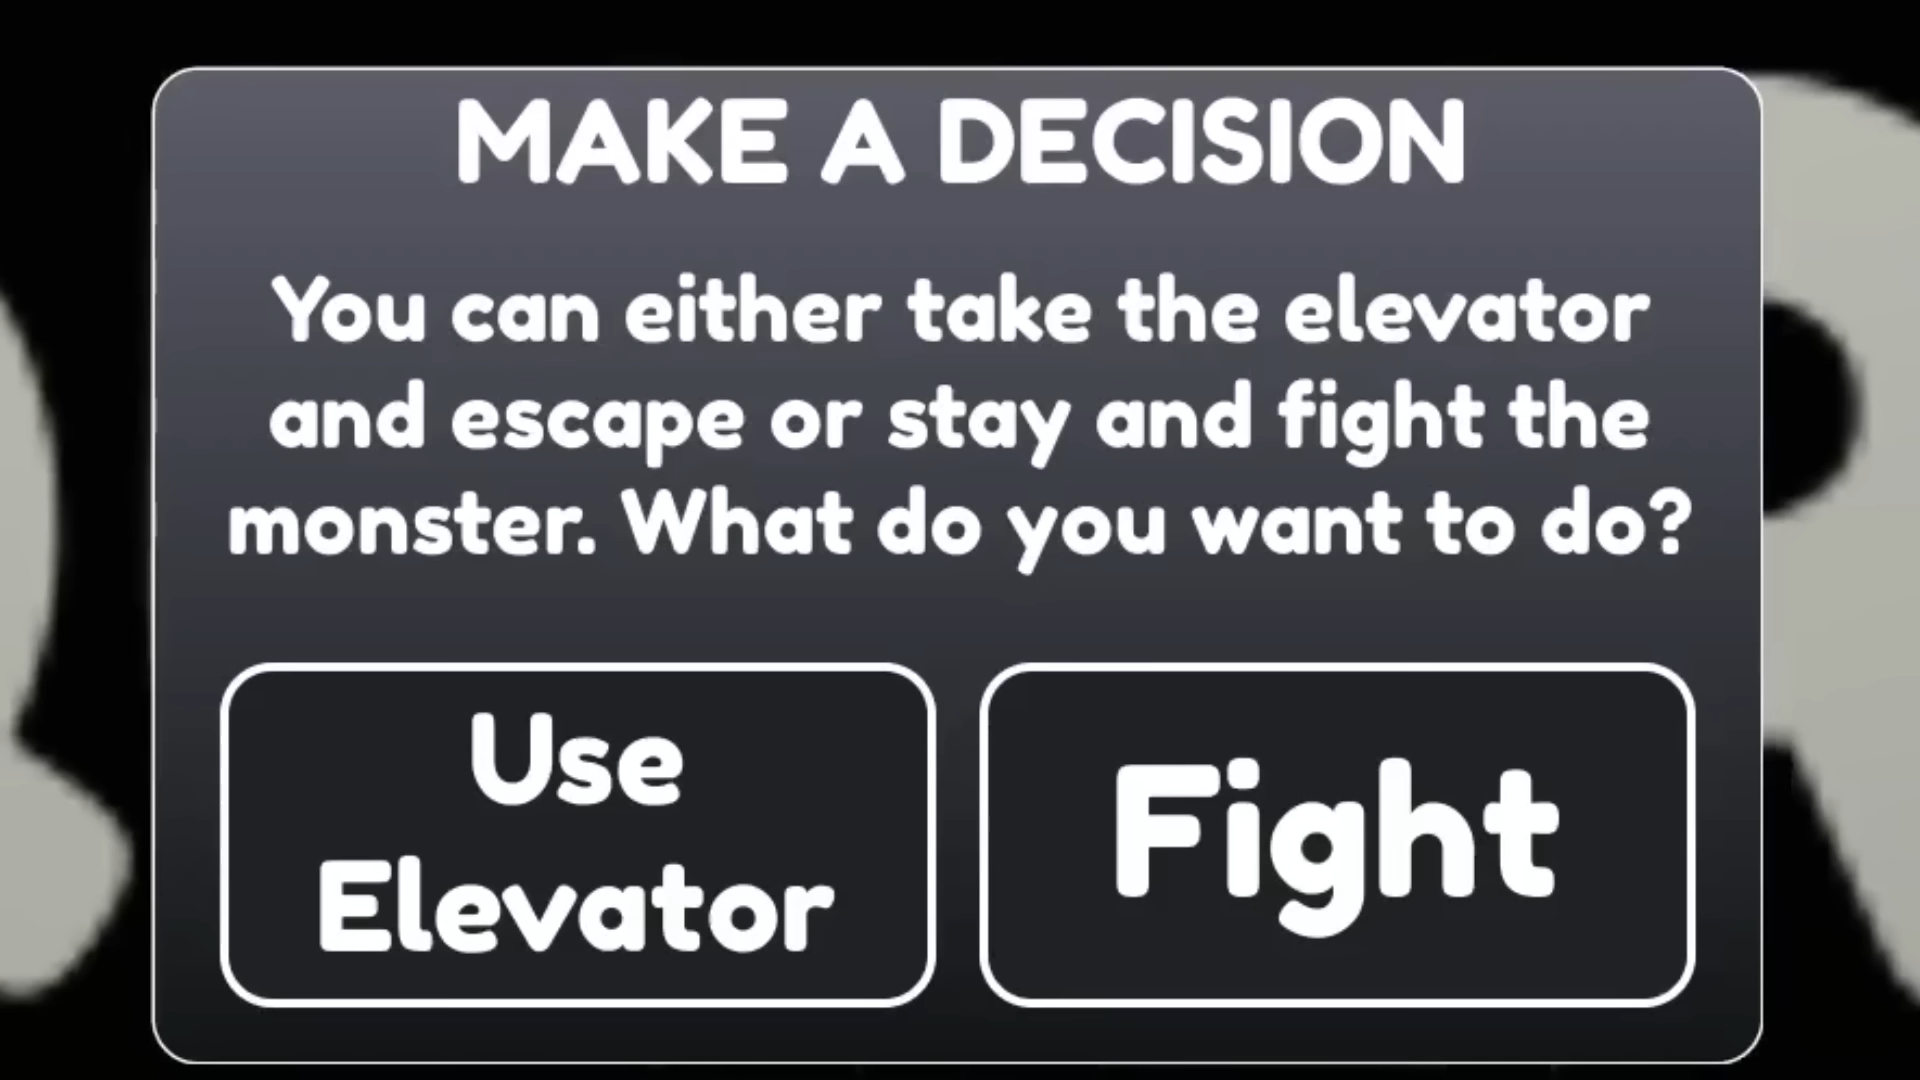 MAKE A DECISION
You can either take the elevator
and escape or stay and fight the
monster. What do you want to do?
Use
Elevator
Fight